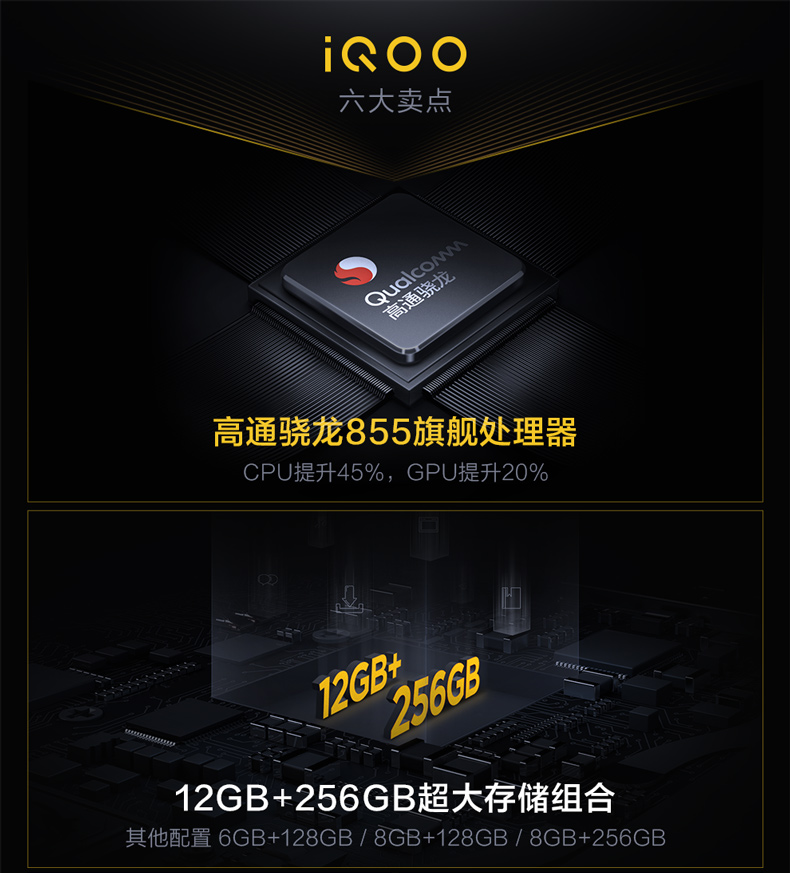 iQOO
六大卖点
Qualcomm
高通骁龙
高通骁龙855旗舰处理器
CPU提升45%，GPU提升20%
12GB+
256GB
12GB+256GB超大存储组合
其他配置 6GB+128GB / 8GB+128GB / 8GB+256GB